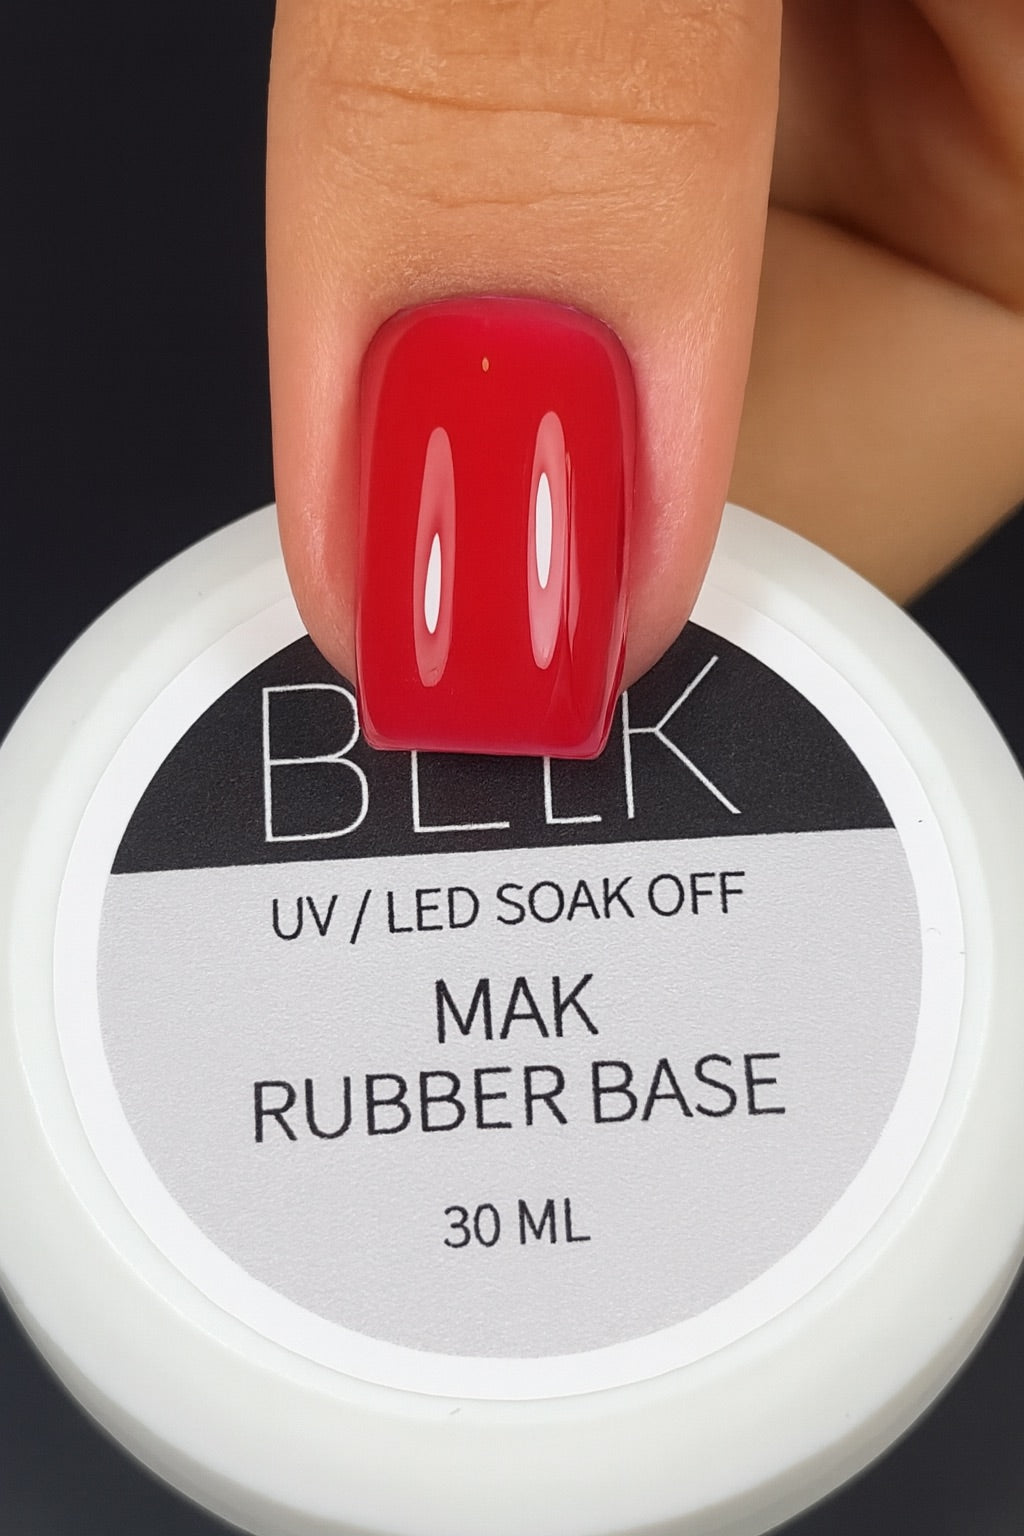 UV / LED SOAK OFF
MAK
RUBBER BASE
30 ML